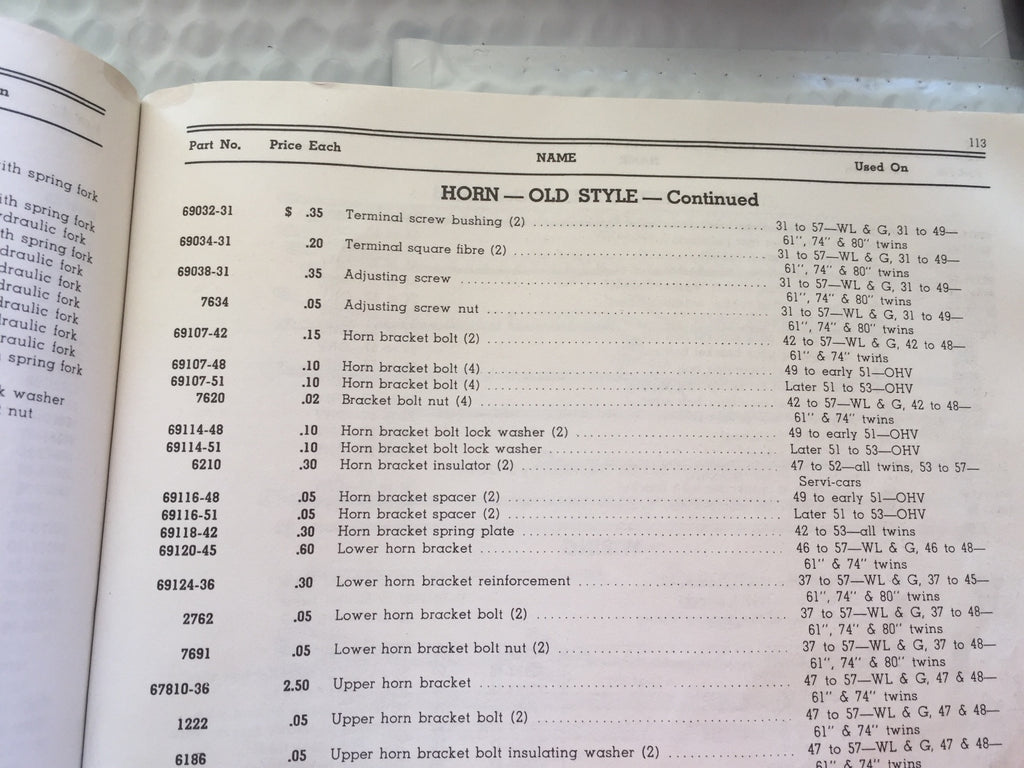 n
ith spring fork
ith spring fork
draulic fork
th spring fork
draulic fork
draulic fork
draulic fork
raulic fork
raulic fork
spring fork
k washer
nut
113
Part No. Price Each NAME Used On
HORN — OLD STYLE — Continued
69032-31 $ .35 Terminal screw bushing (2) 31 to 57—WL & G, 31 to 49—
61", 74" & 80" twins
69034-31 .20 Terminal square fibre (2) 31 to 57—WL & G, 31 to 49—
61", 74" & 80" twins
69038-31 .35 Adjusting screw 31 to 57—WL & G, 31 to 49—
61", 74" & 80" twins
7634 .05 Adjusting screw nut 31 to 57—WL & G, 31 to 49—
61", 74" & 80" twins
69107-42 .15 Horn bracket bolt (2) 42 to 57—WL & G, 42 to 48—
61" & 74" twins
69107-48 .10 Horn bracket bolt (4) 49 to early 51—OHV
69107-51 .10 Horn bracket bolt (4) Later 51 to 53—OHV
7620 .02 Bracket bolt nut (4) 42 to 57—WL & G, 42 to 48—
61" & 74" twins
69114-48 .10 Horn bracket bolt lock washer (2) 49 to early 51—OHV
69114-51 .10 Horn bracket bolt lock washer Later 51 to 53—OHV
6210 .30 Horn bracket insulator (2) 47 to 52—all twins, 53 to 57—
Servi-cars
69116-48 .05 Horn bracket spacer (2) 49 to early 51—OHV
69116-51 .05 Horn bracket spacer (2) Later 51 to 53—OHV
69118-42 .30 Horn bracket spring plate 42 to 53—all twins
69120-45 .60 Lower horn bracket 46 to 57—WL & G, 46 to 48—
61" & 74" twins
69124-36 .30 Lower horn bracket reinforcement 37 to 57—WL & G, 37 to 45—
61", 74" & 80" twins
2762 .05 Lower horn bracket bolt (2) 37 to 57—WL & G, 37 to 48—
61", 74" & 80" twins
7691 .05 Lower horn bracket bolt nut (2) 37 to 57—WL & G, 37 to 48—
61", 74" & 80" twins
67810-36 2.50 Upper horn bracket 47 to 57—WL & G, 47 & 48—
61" & 74" twins
1222 .05 Upper horn bracket bolt (2) 47 to 57—WL & G, 47 & 48—
61" & 74" twins
6186 .05 Upper horn bracket bolt insulating washer (2) 47 to 57—WL & G, 47 & 48—
61" & 74" twins